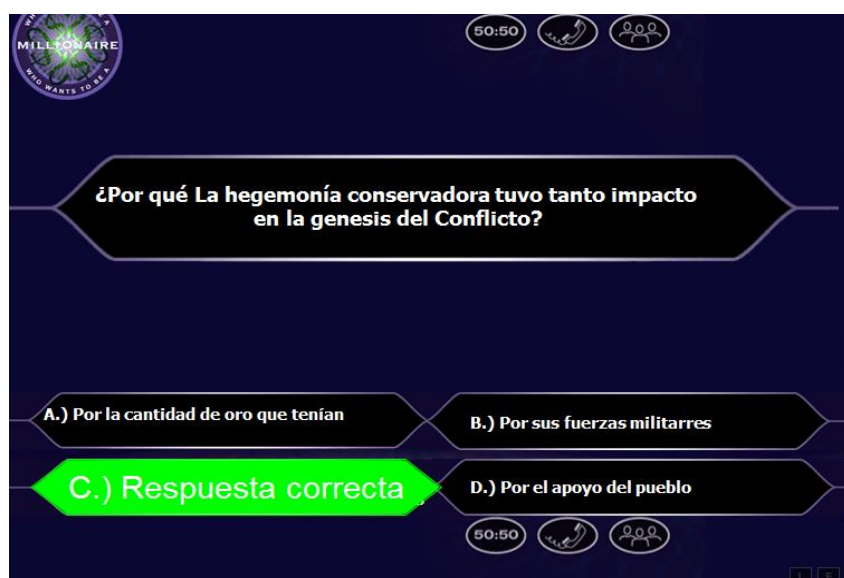 WHO WANTS TO BE A
MILLIONAIRE
50:50
¿Por qué La hegemonía conservadora tuvo tanto impacto
en la genesis del Conflicto?
A.) Por la cantidad de oro que tenían
B.) Por sus fuerzas militarres
C.) Respuesta correcta
D.) Por el apoyo del pueblo
50:50